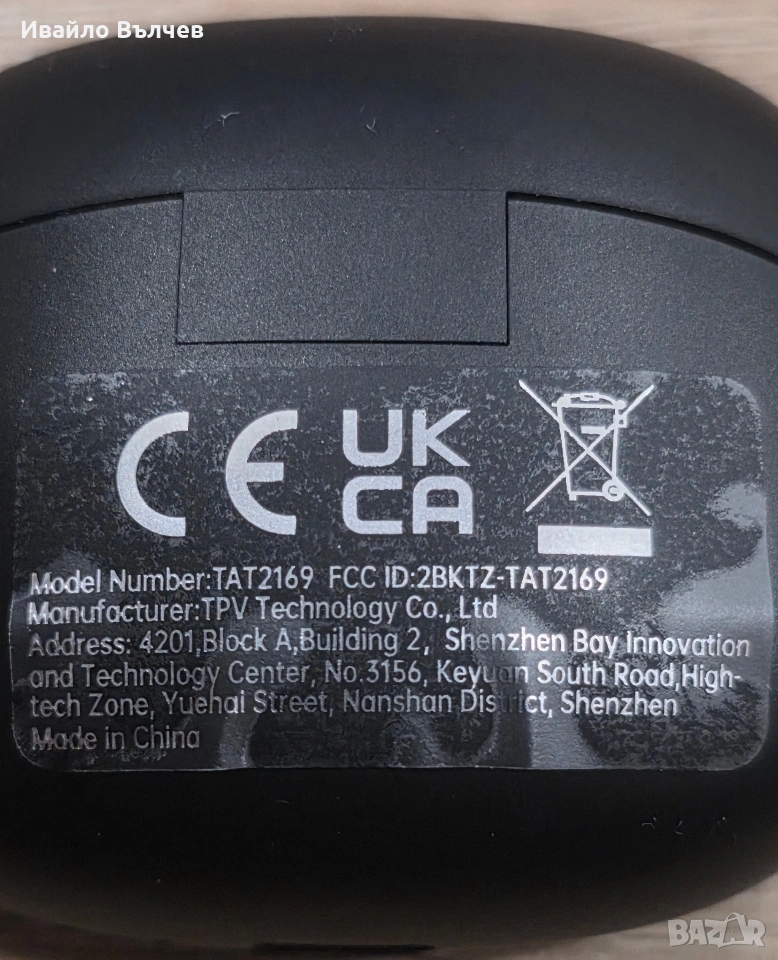 Ивайло Вълчев
CE
UK
CA
Model Number:TAT2169 FCC ID:2BKTZ-TAT2169
Manufacturer:TPV Technology Co., Ltd
Address: 4201,Block A,Building 2, Shenzhen Bay Innovation
and Technology Center, No.3156, Keyuan South Road,High-
tech Zone, Yuehai Street, Nanshan District, Shenzhen
Made in China
BAZAR